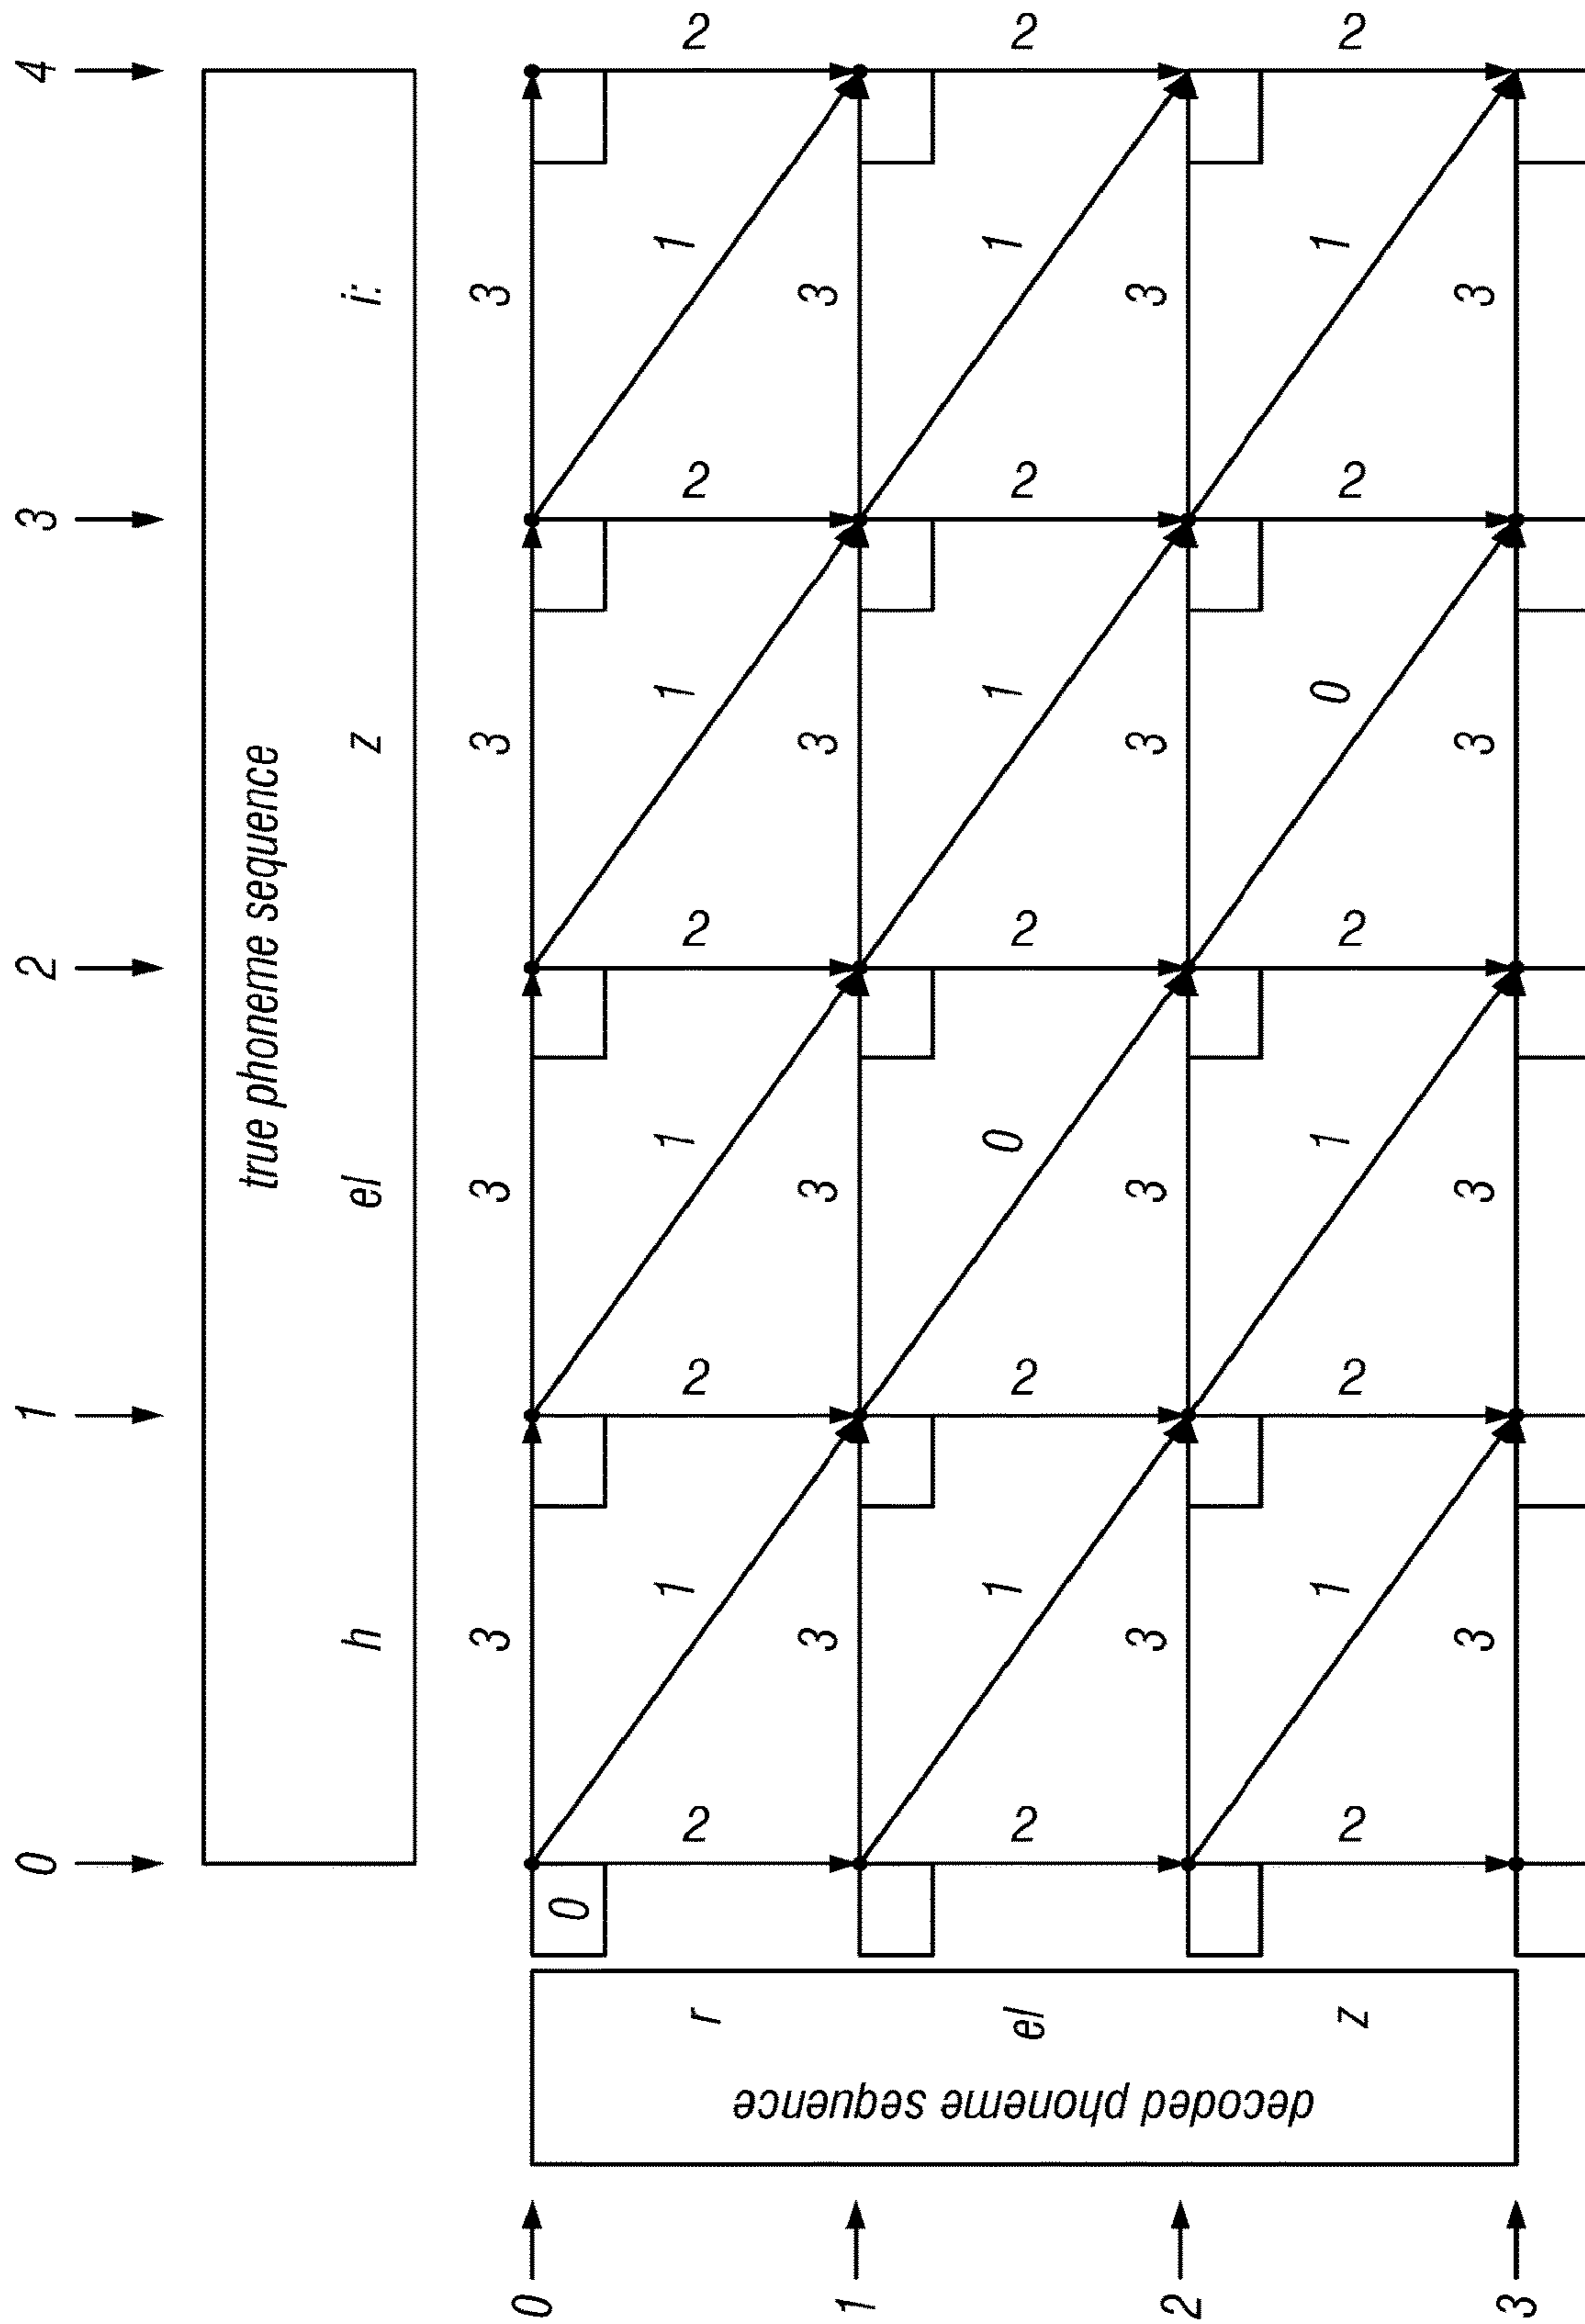 0 1 2 3 4
true phoneme sequence
h el z i:
3 3 3 3
0
0
decoded phoneme sequence
r
2 1 2 1 2 1 2 1 2
3 3 3 3
1
el
2 1 2 0 2 1 2 1 2
3 3 3 3
2
z
2 1 2 1 2 0 2 1 2
3 3 3 3
3